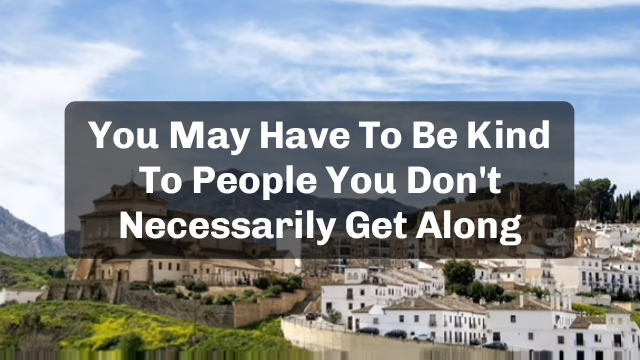 You May Have To Be Kind
To People You Don't
Necessarily Get Along